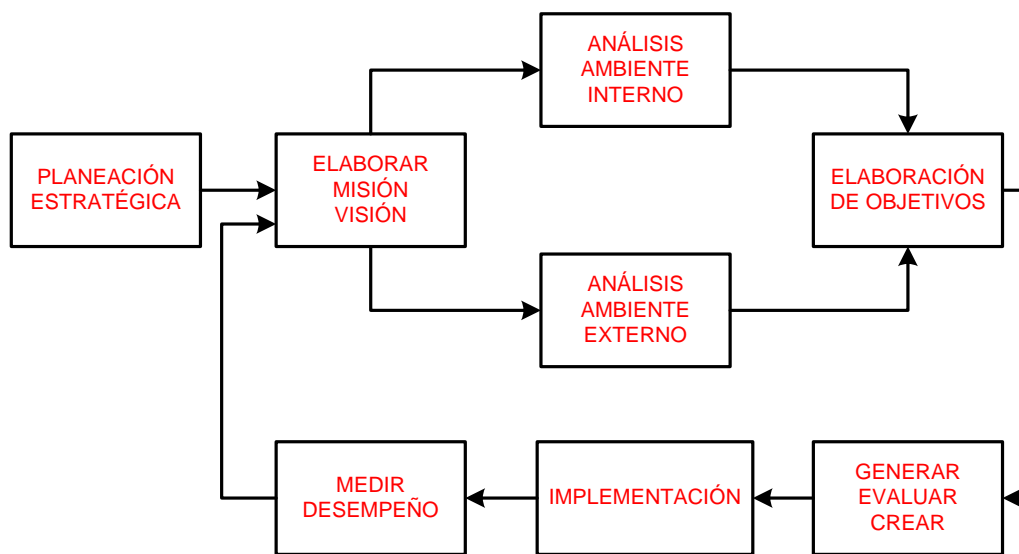 ANÁLISIS
AMBIENTE
INTERNO
PLANEACIÓN
ESTRATÉGICA
ELABORAR
MISIÓN
VISIÓN
ELABORACIÓN
DE OBJETIVOS
ANÁLISIS
AMBIENTE
EXTERNO
MEDIR
DESEMPEÑO
IMPLEMENTACIÓN
GENERAR
EVALUAR
CREAR